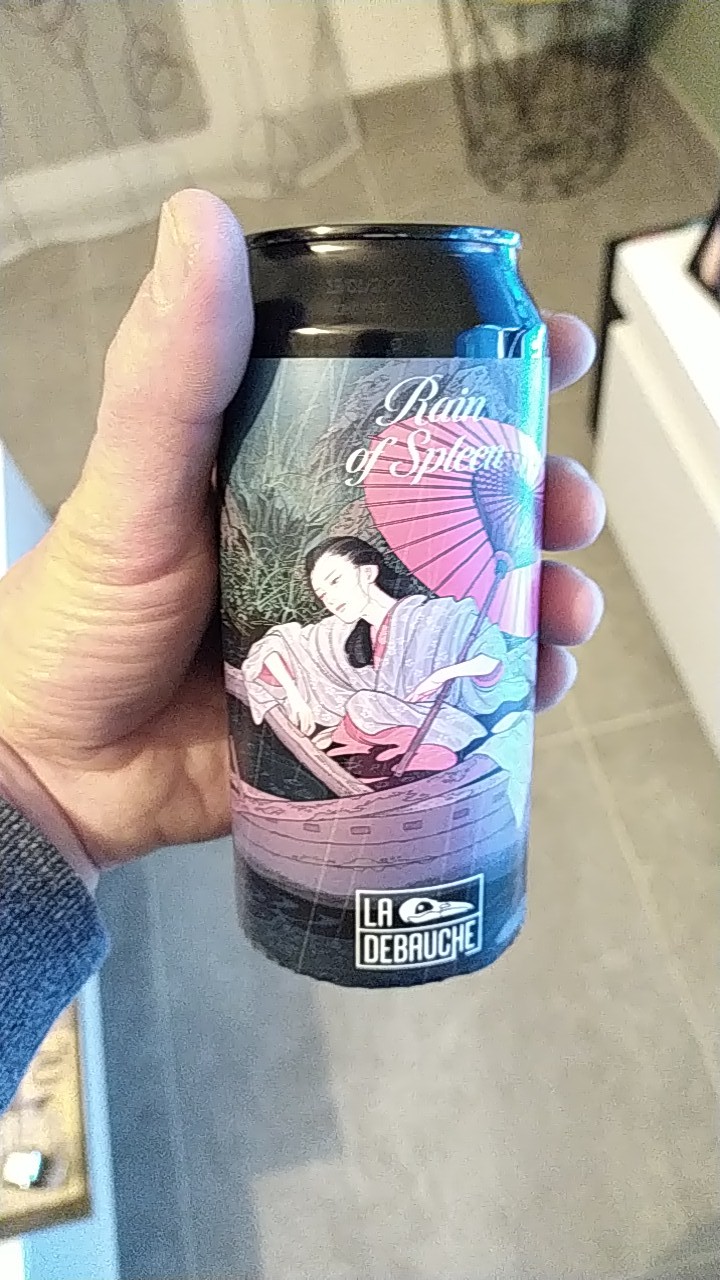 Rain
of Spleen
LA
DEBAUCHE